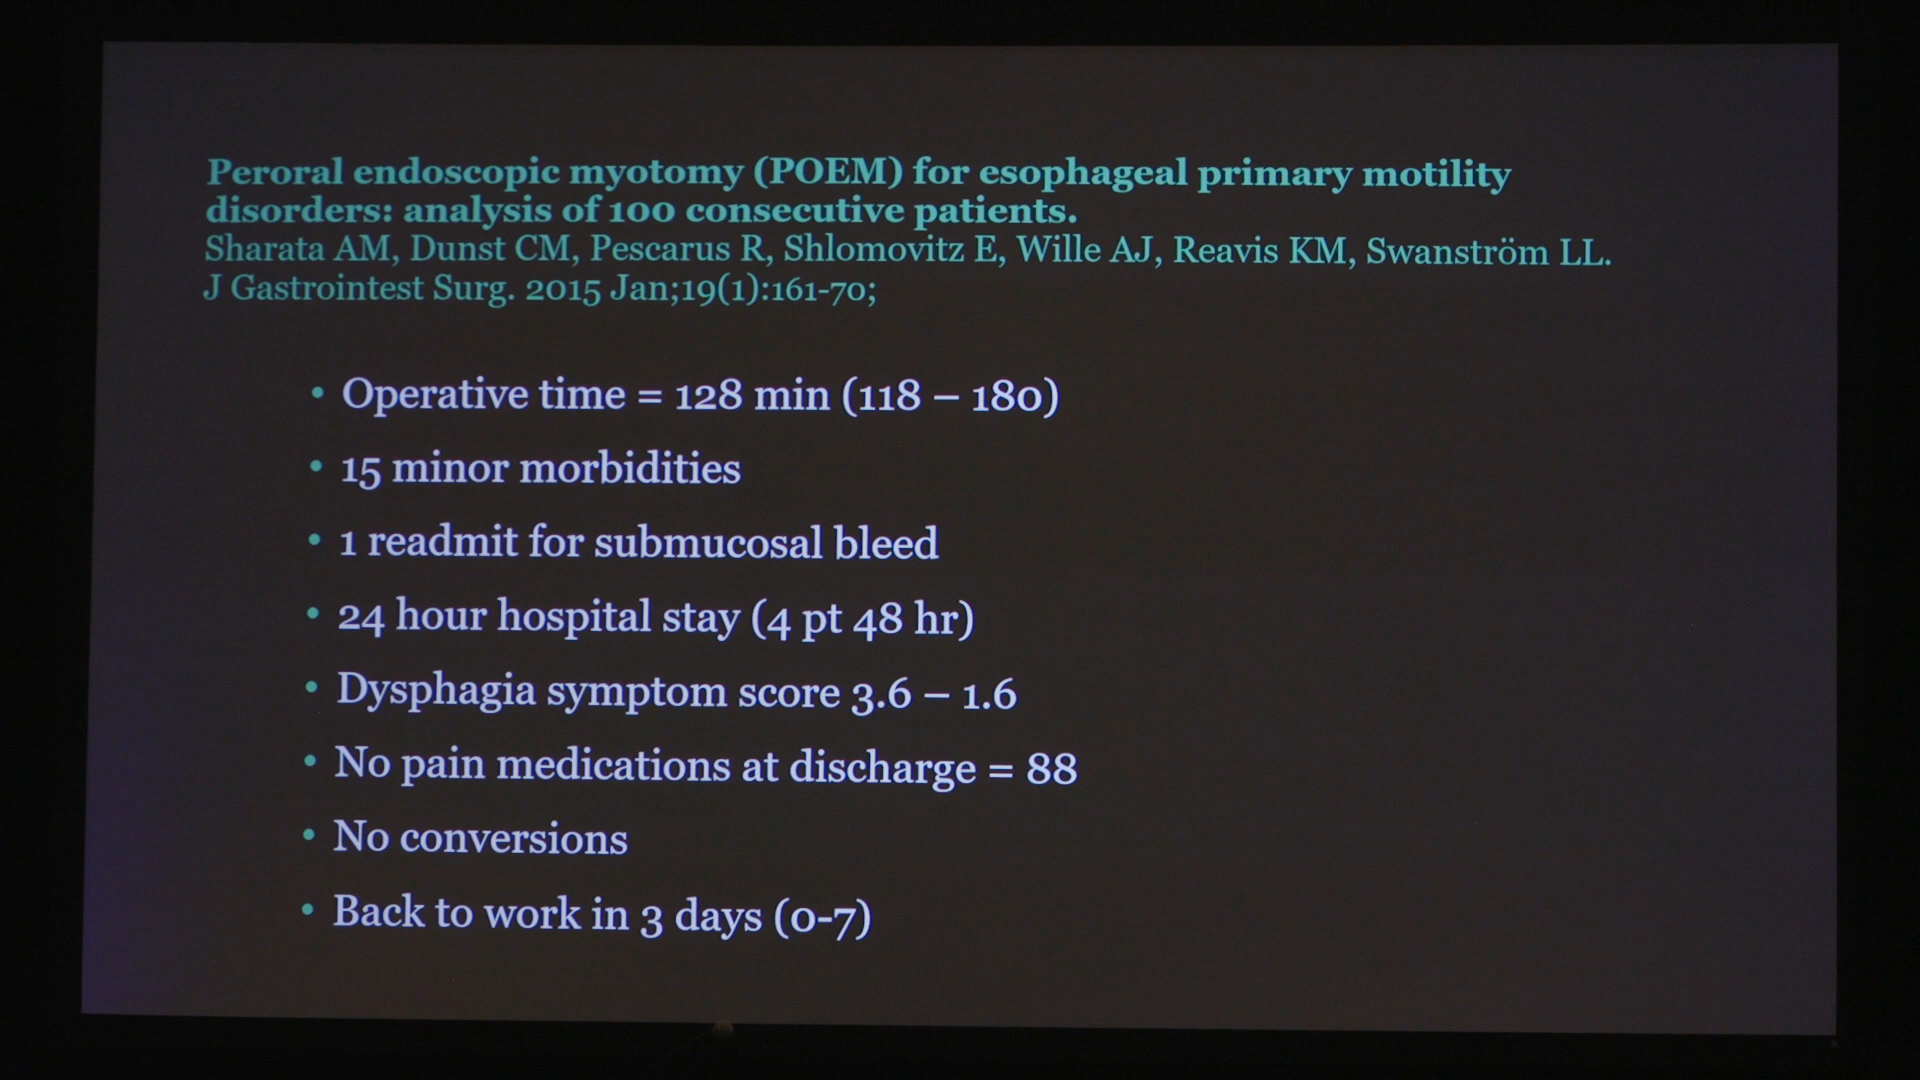 Peroral endoscopic myotomy (POEM) for esophageal primary motility
disorders: analysis of 100 consecutive patients.
Sharata AM, Dunst CM, Pescarus R, Shlomovitz E, Wille AJ, Reavis KM, Swanström LL.
J Gastrointest Surg. 2015 Jan;19(1):161-70;
• Operative time = 128 min (118 – 180)
• 15 minor morbidities
• 1 readmit for submucosal bleed
• 24 hour hospital stay (4 pt 48 hr)
• Dysphagia symptom score 3.6 – 1.6
• No pain medications at discharge = 88
• No conversions
• Back to work in 3 days (0-7)